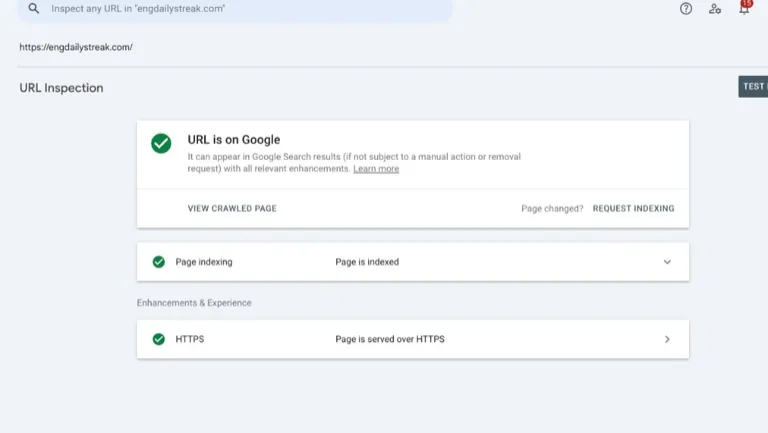 Inspect any URL in "engdailystreak.com"
15
https://engdailystreak.com/
URL Inspection
TEST
URL is on Google
It can appear in Google Search results (if not subject to a manual action or removal
request) with all relevant enhancements. Learn more
VIEW CRAWLED PAGE
Page changed? REQUEST INDEXING
Page indexing Page is indexed
Enhancements & Experience
HTTPS Page is served over HTTPS